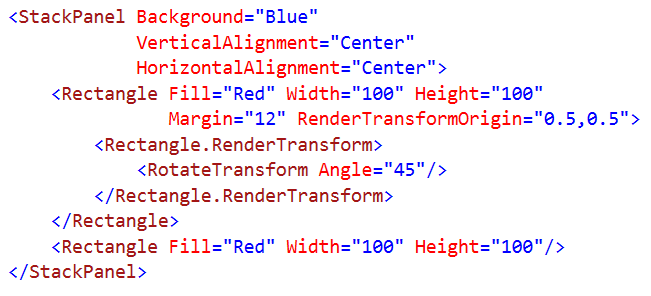 <StackPanel Background="Blue"
            VerticalAlignment="Center"
            HorizontalAlignment="Center">
    <Rectangle Fill="Red" Width="100" Height="100"
               Margin="12" RenderTransformOrigin="0.5,0.5">
        <Rectangle.RenderTransform>
            <RotateTransform Angle="45"/>
        </Rectangle.RenderTransform>
    </Rectangle>
    <Rectangle Fill="Red" Width="100" Height="100"/>
</StackPanel>